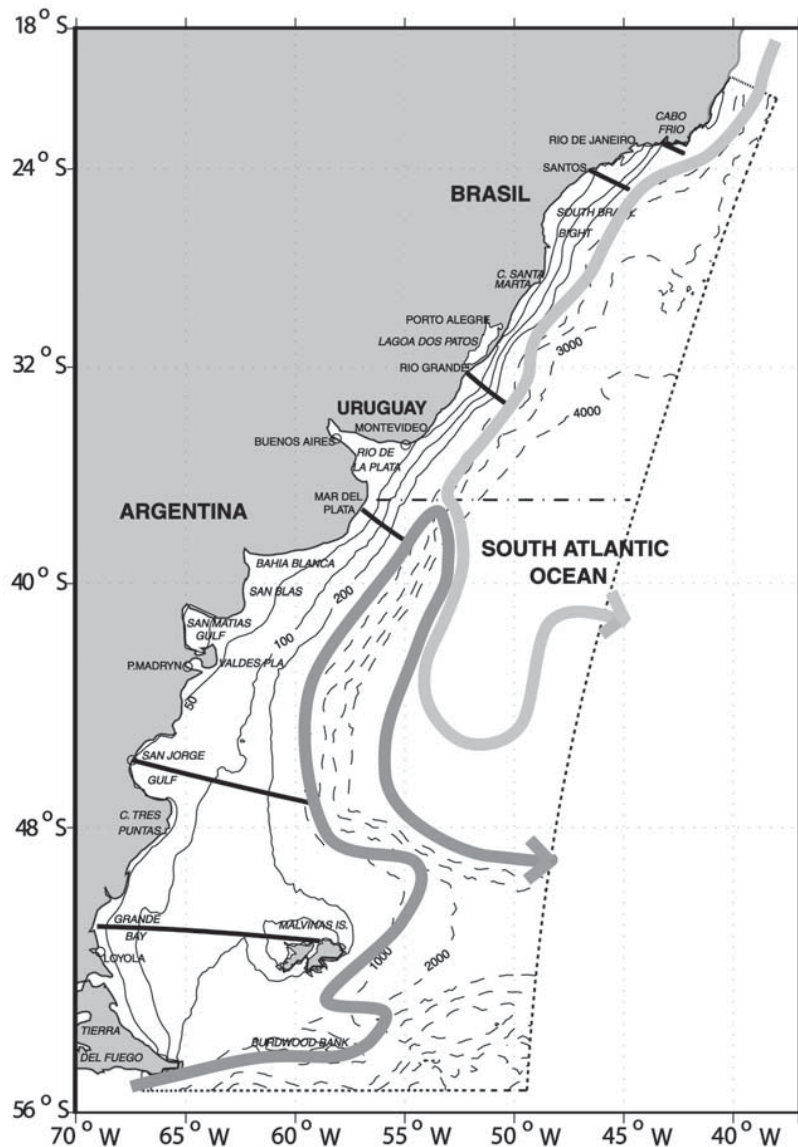 18° S
CABO
FRIO
RIO DE JANEIRO
24° S
SANTOS
BRASIL
SOUTH BRAZIL
BIGHT
C. SANTA
MARTA
PORTO ALEGRE
LAGOA DOS PATOS
3000
32° S
RIO GRANDE
4000
URUGUAY
MONTEVIDEO
BUENOS AIRES
RIO DE
LA PLATA
MAR DEL
PLATA
ARGENTINA
SOUTH ATLANTIC
OCEAN
BAHIA BLANCA
40° S
SAN BLAS
200
SAN MATIAS
GULF
100
P.MADRYN
VALDES PLA.
50
SAN JORGE
GULF
C. TRES
PUNTAS
48° S
GRANDE
BAY
MALVINAS IS.
LOYOLA
1000
2000
TIERRA
DEL FUEGO
BURDWOOD BANK
56° S
70° W
65° W
60° W
55° W
50° W
45° W
40° W